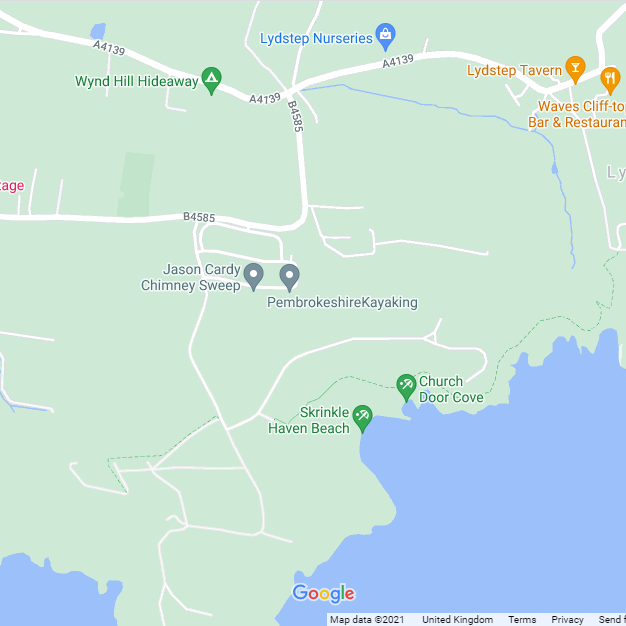 A4139
Lydstep Nurseries
A4139
Lydstep Tavern
Wynd Hill Hideaway
A4139
B4585
Waves Cliff-to
Bar & Restauran
Ly
tage
B4585
Jason Cardy
Chimney Sweep
PembrokeshireKayaking
Church
Door Cove
Skrinkle
Haven Beach
Google
Map data ©2021 United Kingdom Terms Privacy Send f